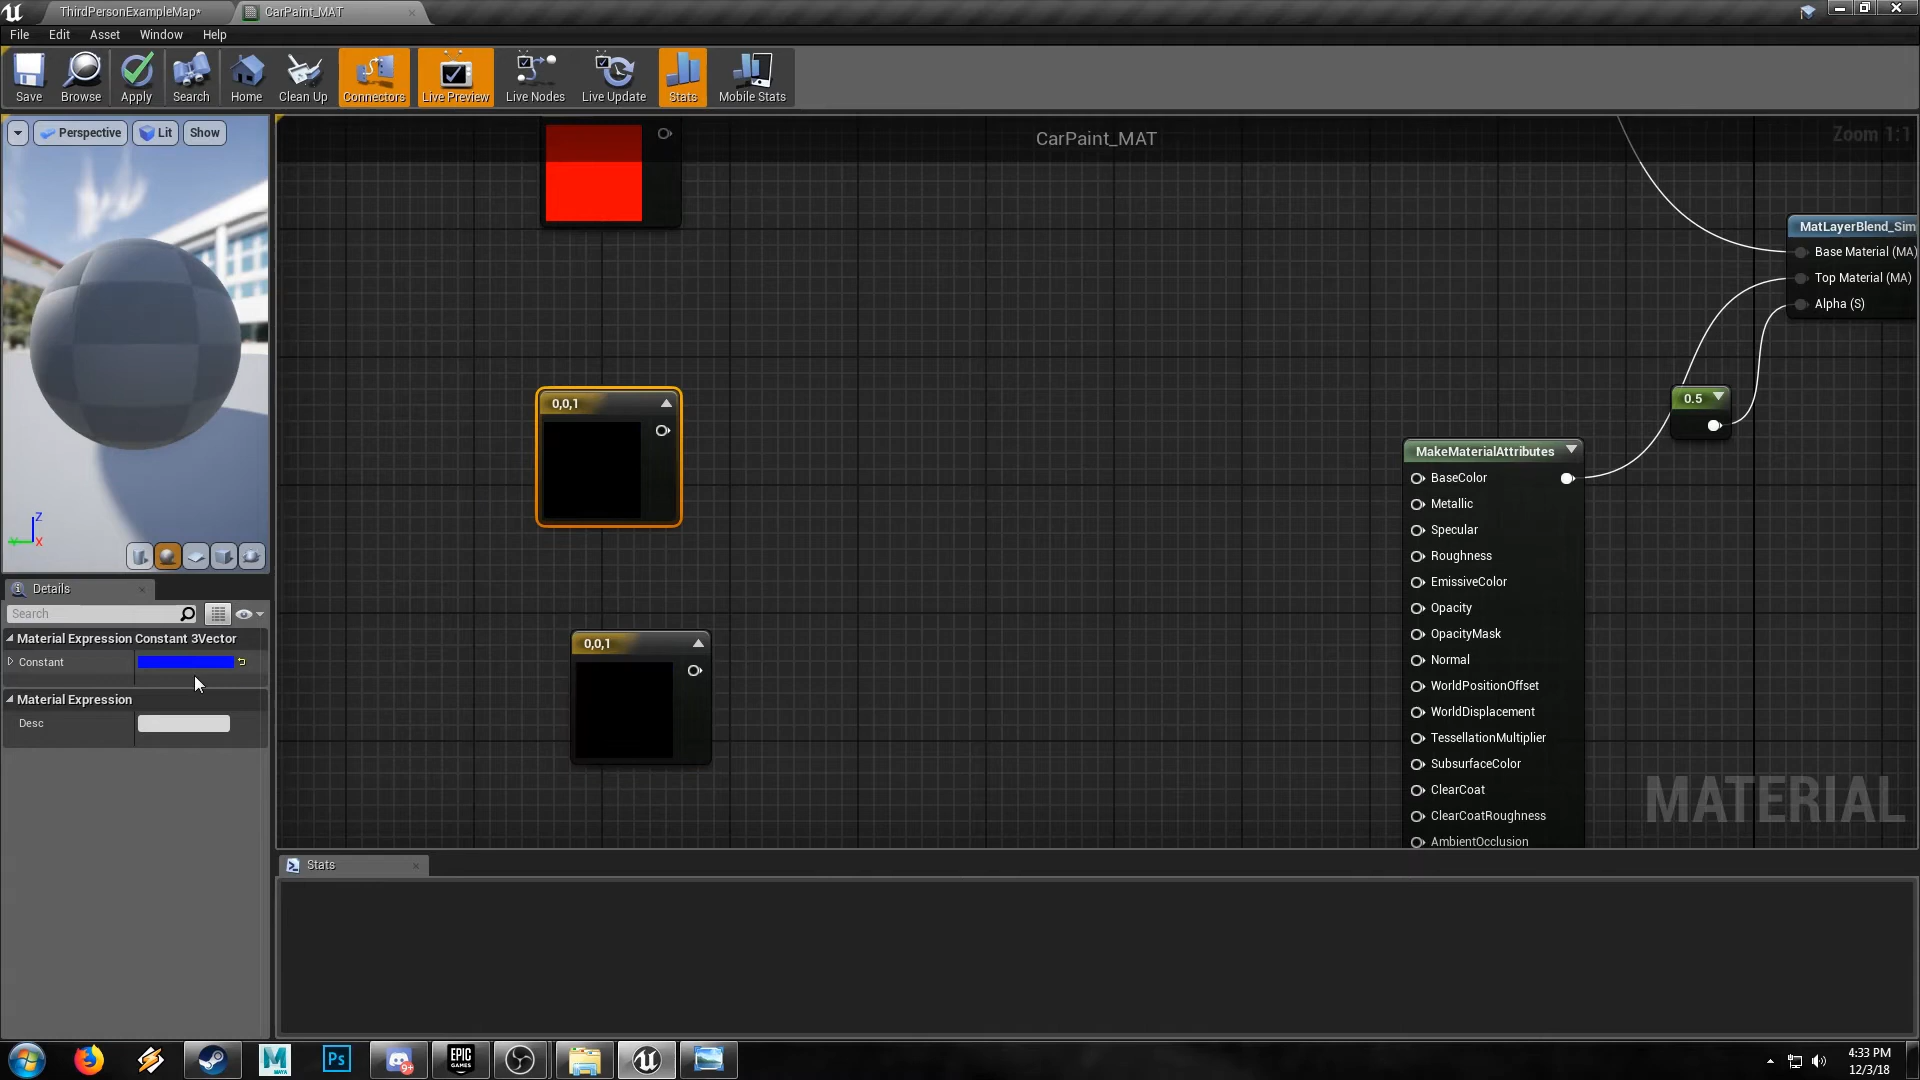 ThirdPersonExampleMap*
CarPaint_MAT
File Edit Asset Window Help
Save Browse Apply Search Home Clean Up Connectors Live Preview Live Nodes Live Update Stats Mobile Stats
Perspective Lit Show
CarPaint_MAT
Zoom 1:1
MatLayerBlend_Sim
Base Material (MA)
Top Material (MA)
Alpha (S)
0,0,1
0.5
MakeMaterialAttributes
BaseColor
Metallic
Specular
Roughness
EmissiveColor
Opacity
OpacityMask
Normal
WorldPositionOffset
WorldDisplacement
TessellationMultiplier
SubsurfaceColor
ClearCoat
ClearCoatRoughness
AmbientOcclusion
0,0,1
MATERIAL
Z
Y
X
Details
Search
Material Expression Constant 3Vector
Constant
Material Expression
Desc
Stats
M
MAYA
Ps
9+
EPIC
GAMES
4:33 PM
12/3/18